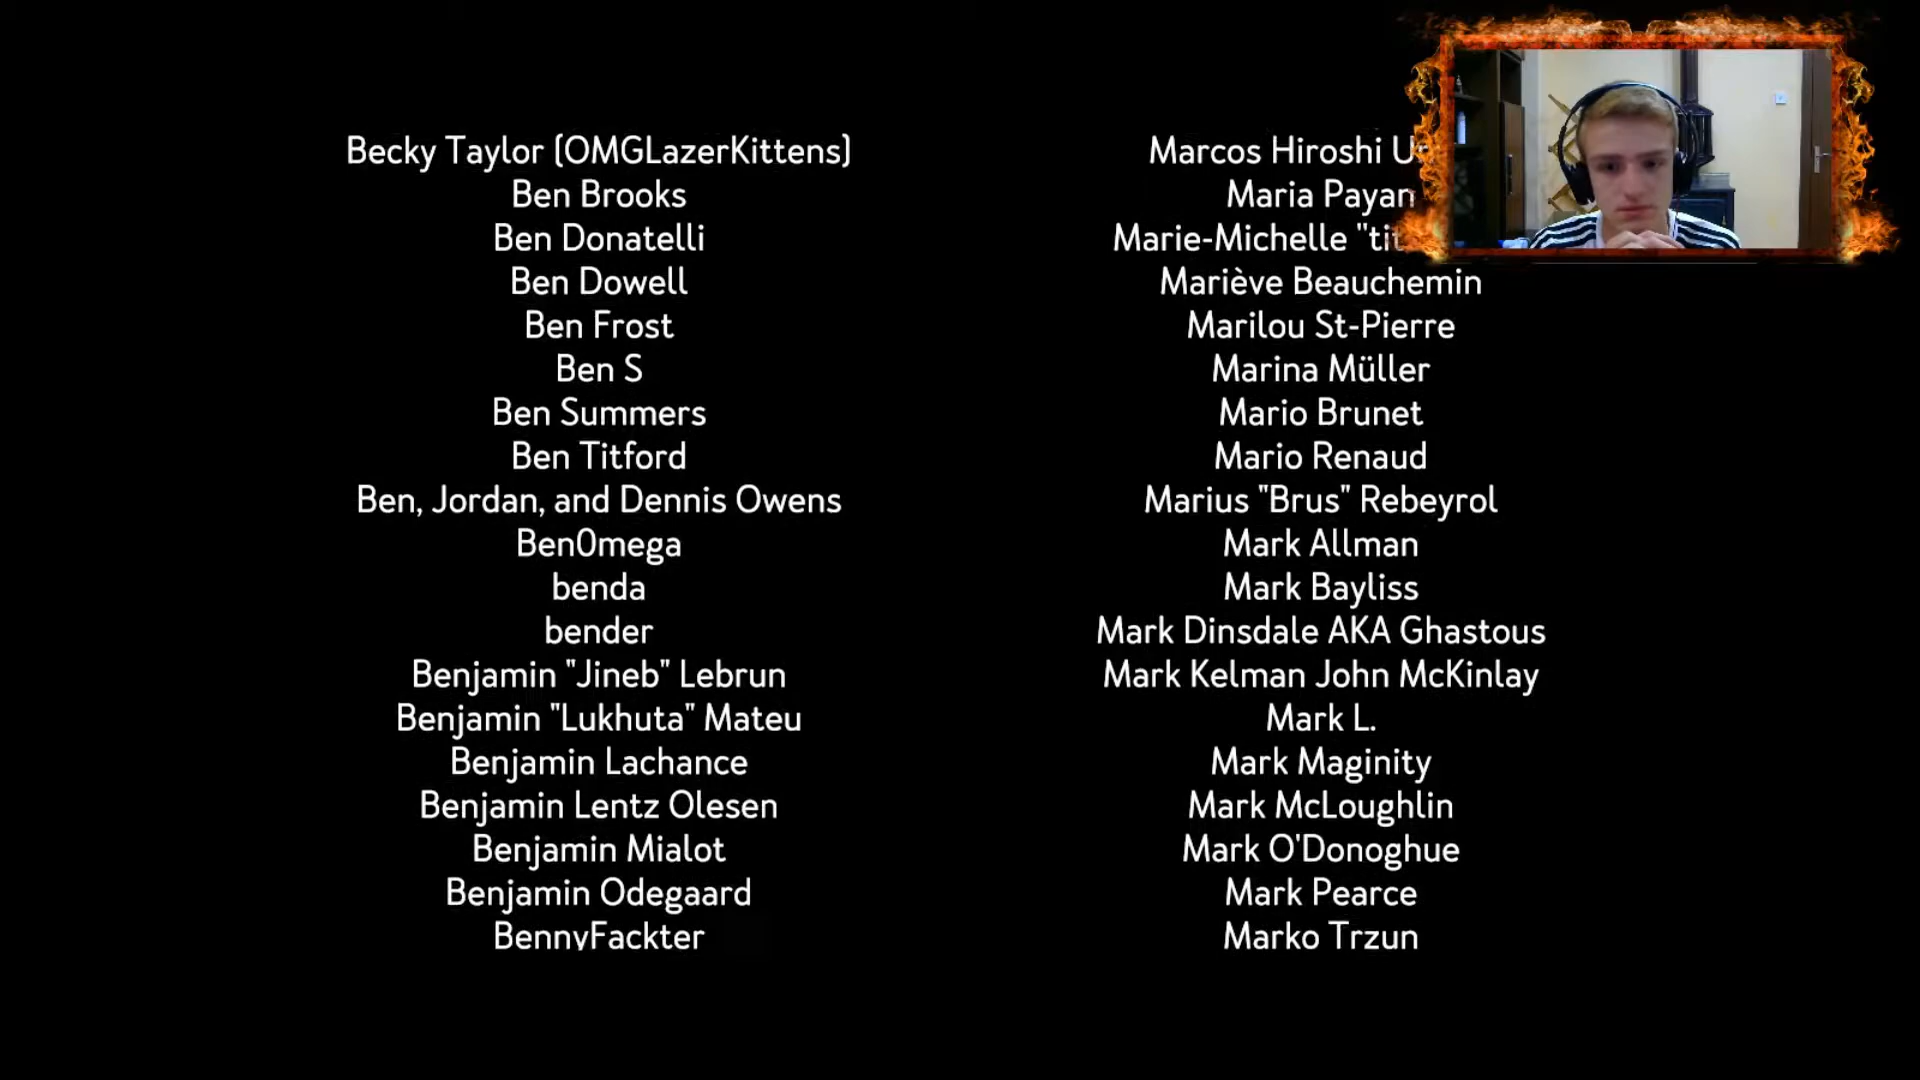 Becky Taylor (OMGLazerKittens)
Ben Brooks
Ben Donatelli
Ben Dowell
Ben Frost
Ben S
Ben Summers
Ben Titford
Ben, Jordan, and Dennis Owens
Ben0mega
benda
bender
Benjamin "Jineb" Lebrun
Benjamin "Lukhuta" Mateu
Benjamin Lachance
Benjamin Lentz Olesen
Benjamin Mialot
Benjamin Odegaard
BennyFackter
Marcos Hiroshi
Maria Payan
Marie-Michelle
Mariève Beauchemin
Marilou St-Pierre
Marina Müller
Mario Brunet
Mario Renaud
Marius "Brus" Rebeyrol
Mark Allman
Mark Bayliss
Mark Dinsdale AKA Ghastous
Mark Kelman John McKinlay
Mark L.
Mark Maginity
Mark McLoughlin
Mark O'Donoghue
Mark Pearce
Marko Trzun